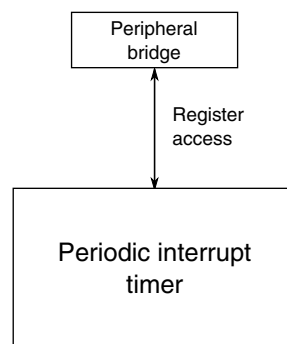 Peripheral
bridge
Register
access
Periodic interrupt
timer